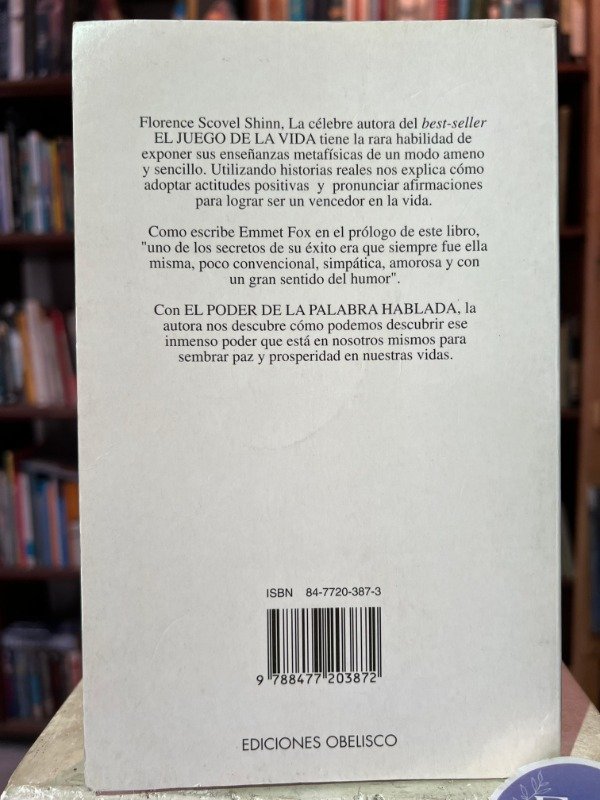 Florence Scovel Shinn, La célebre autora del best-seller
EL JUEGO DE LA VIDA tiene la rara habilidad de
exponer sus enseñanzas metafísicas de un modo ameno
y sencillo. Utilizando historias reales nos explica cómo
adoptar actitudes positivas y pronunciar afirmaciones
para lograr ser un vencedor en la vida.
Como escribe Emmet Fox en el prólogo de este libro,
"uno de los secretos de su éxito era que siempre fue ella
misma, poco convencional, simpática, amorosa y con
un gran sentido del humor".
Con EL PODER DE LA PALABRA HABLADA, la
autora nos descubre cómo podemos descubrir ese
inmenso poder que está en nosotros mismos para
sembrar paz y prosperidad en nuestras vidas.
ISBN 84-7720-387-3
9 788477 203872
EDICIONES OBELISCO